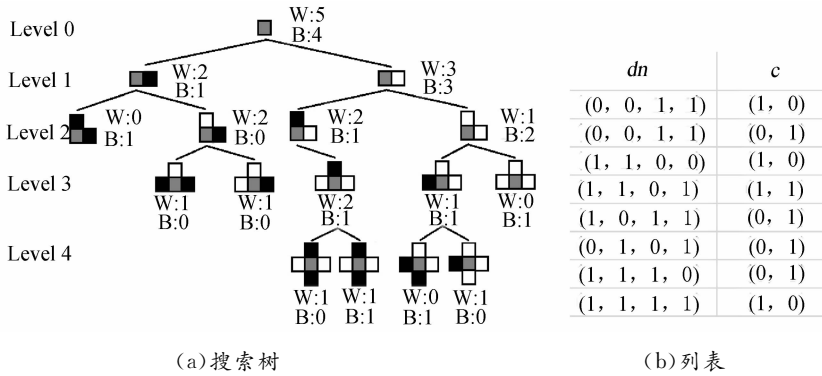 Level 0
W:5
B:4
Level 1
W:2
B:1
W:3
B:3
Level 2
W:0
B:1
W:2
B:0
W:2
B:1
W:1
B:2
Level 3
W:1
B:0
W:1
B:0
W:2
B:1
W:1
B:1
W:0
B:1
Level 4
W:1
B:0
W:1
B:1
W:0
B:1
W:1
B:0
(a)搜索树
dn c
(0, 0, 1, 1) (1, 0)
(0, 0, 1, 1) (0, 1)
(1, 1, 0, 0) (1, 0)
(1, 1, 0, 1) (1, 1)
(1, 0, 1, 1) (0, 1)
(0, 1, 0, 1) (0, 1)
(1, 1, 1, 0) (0, 1)
(1, 1, 1, 1) (1, 0)
(b)列表